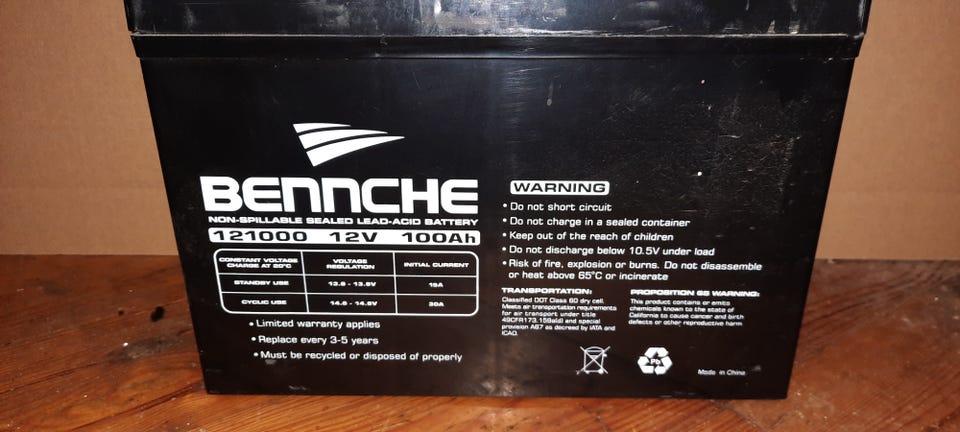 BENNCHE
NON-SPILLABLE SEALED LEAD-ACID BATTERY
121000 12V 100Ah
CONSTANT VOLTAGE CHARGE AT 20°C VOLTAGE REGULATION INITIAL CURRENT
STANDBY USE 13.6 - 13.8V 15A
CYCLIC USE 14.6 - 14.8V 30A
• Limited warranty applies
• Replace every 3-5 years
• Must be recycled or disposed of properly
WARNING
• Do not short circuit
• Do not charge in a sealed container
• Keep out of the reach of children
• Do not discharge below 10.5V under load
• Risk of fire, explosion or burns. Do not disassemble
or heat above 65°C or incinerate
TRANSPORTATION:
Classified DOT Class 60 dry cell.
Meets air transportation requirements
for air transport under title
49CFR173.159a(d) and special
provision A67 as decreed by IATA and
ICAO.
PROPOSITION 65 WARNING:
This product contains or emits
chemicals known to the state of
California to cause cancer and birth
defects or other reproductive harm
Pb
Made in China